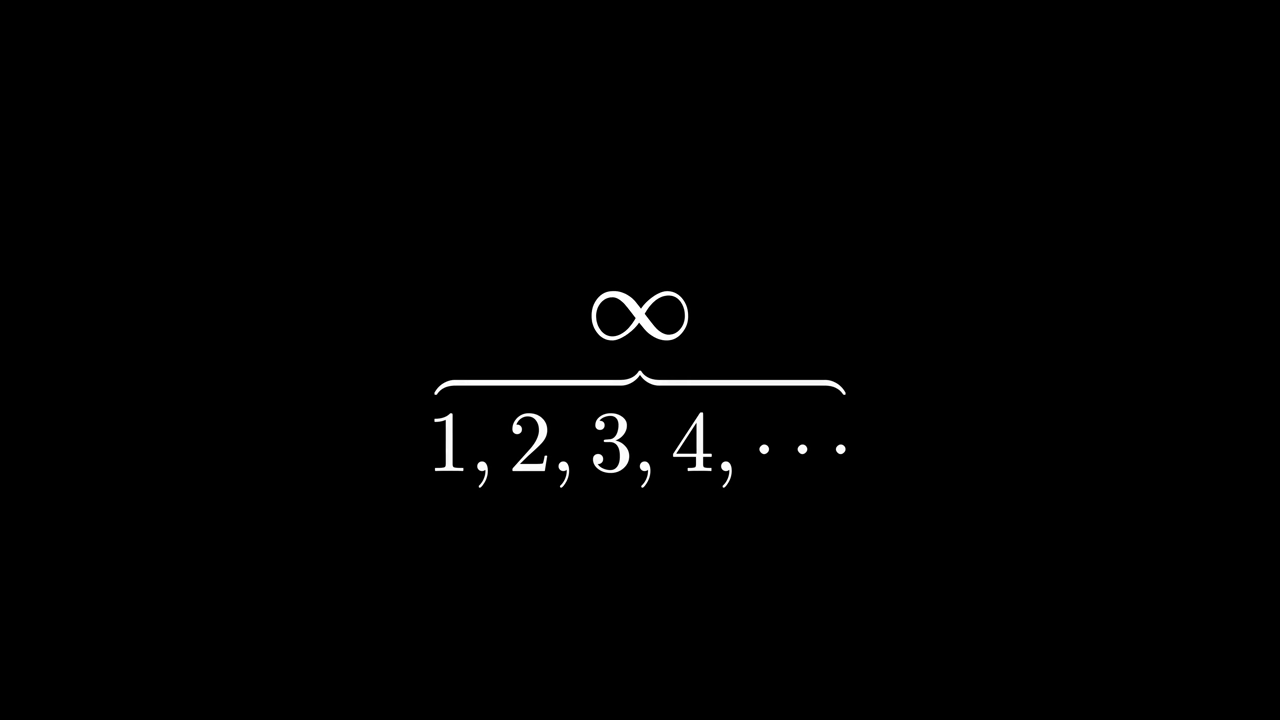 ∞
1, 2, 3, 4, ⋯